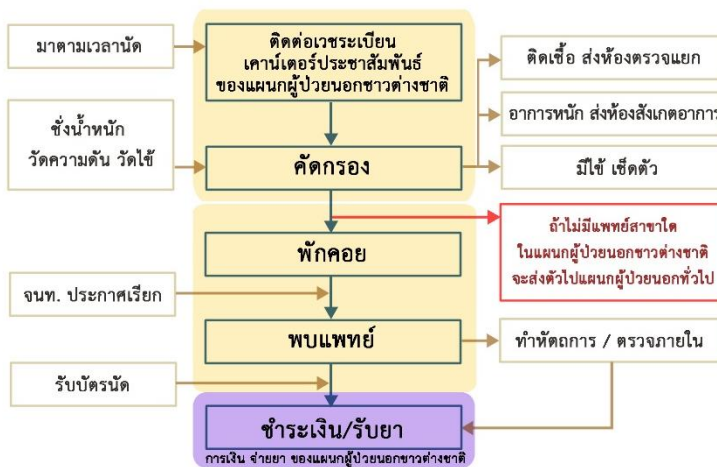 มาตามเวลานัด
ติดต่อเวชระเบียน
เคาน์เตอร์ประชาสัมพันธ์
ของแผนกผู้ป่วยนอกชาวต่างชาติ
ติดเชื้อ ส่งห้องตรวจแยก
อาการหนัก ส่งห้องสังเกตอาการ
ชั่งน้ำหนัก
วัดความดัน วัดไข้
คัดกรอง
มีไข้ เช็ดตัว
ถ้าไม่มีแพทย์สาขาใด
ในแผนกผู้ป่วยนอกชาวต่างชาติ
จะส่งตัวไปแผนกผู้ป่วยนอกทั่วไป
พักคอย
จนท. ประกาศเรียก
พบแพทย์
ทำหัตถการ / ตรวจภายใน
รับบัตรนัด
ชำระเงิน/รับยา
การเงิน จ่ายยา ของแผนกผู้ป่วยนอกชาวต่างชาติ